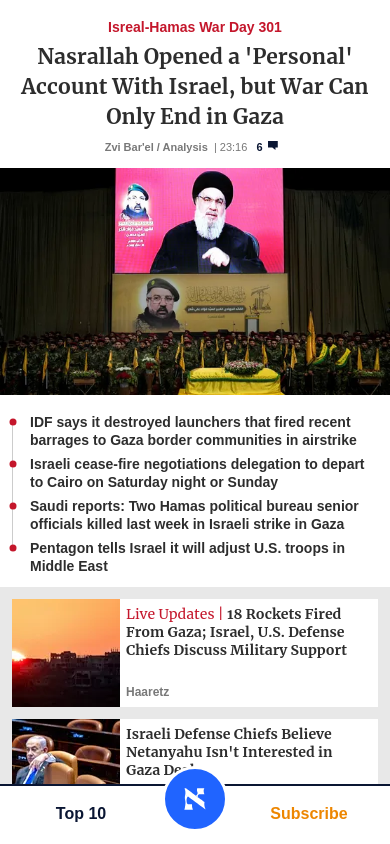 Isreal-Hamas War Day 301
Nasrallah Opened a 'Personal'
Account With Israel, but War Can
Only End in Gaza
Zvi Bar'el / Analysis | 23:16 6
IDF says it destroyed launchers that fired recent
barrages to Gaza border communities in airstrike
Israeli cease-fire negotiations delegation to depart
to Cairo on Saturday night or Sunday
Saudi reports: Two Hamas political bureau senior
officials killed last week in Israeli strike in Gaza
Pentagon tells Israel it will adjust U.S. troops in
Middle East
Live Updates | 18 Rockets Fired
From Gaza; Israel, U.S. Defense
Chiefs Discuss Military Support
Haaretz
Israeli Defense Chiefs Believe
Netanyahu Isn't Interested in
Gaza
Top 10
Subscribe